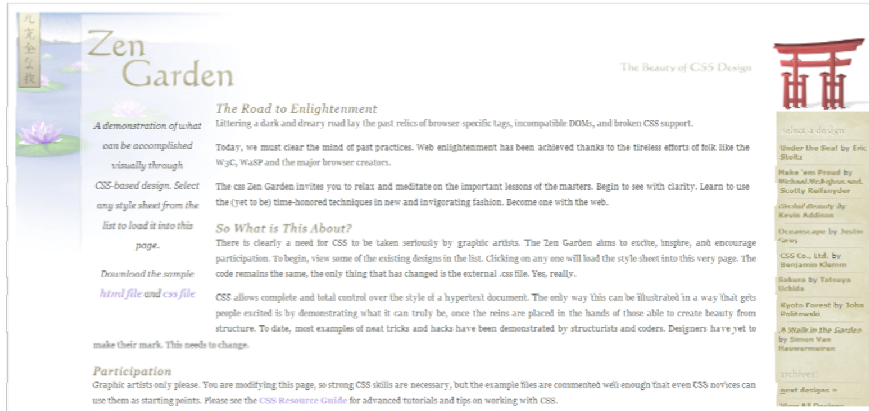 Zen
Garden
The Beauty of CSS Design
A demonstration of what
can be accomplished
visually through
CSS-based design. Select
any style sheet from the
list to load it into this
page.
Download the sample
html file and css file
The Road to Enlightenment
Littering a dark and dreary road lay the past relics of browser-specific tags, incompatible DOMs, and broken CSS support.
Today, we must clear the mind of past practices. Web enlightenment has been achieved thanks to the tireless efforts of folk like the
W3C, WaSP and the major browser creators.
The css Zen Garden invites you to relax and meditate on the important lessons of the masters. Begin to see with clarity. Learn to use
the (yet to be) time-honored techniques in new and invigorating fashion. Become one with the web.
So What is This About?
There is clearly a need for CSS to be taken seriously by graphic artists. The Zen Garden aims to excite, inspire, and encourage
participation. To begin, view some of the existing designs in the list. Clicking on any one will load the style sheet into this very page. The
code remains the same, the only thing that has changed is the external .css file. Yes, really.
CSS allows complete and total control over the style of a hypertext document. The only way this can be illustrated in a way that gets
people excited is by demonstrating what it can truly be, once the reins are placed in the hands of those able to create beauty from
structure. To date, most examples of neat tricks and hacks have been demonstrated by structurists and coders. Designers have yet to
make their mark. This needs to change.
Participation
Graphic artists only please. You are modifying this page, so strong CSS skills are necessary, but the example files are commented well enough that even CSS novices can
use them as starting points. Please see the CSS Resource Guide for advanced tutorials and tips on working with CSS.
select a design
Under the Sea! by Eric
Stoltz
Make 'em Proud by
Michael McAghon and
Scotty Reifsnyder
Orchid Beauty by
Kevin Addison
Oceanscape by Justin
Gray
CSS Co., Ltd. by
Benjamin Klemm
Sakura by Tatsuya
Uchida
Kyoto Forest by John
Politowski
A Walk in the Garden
by Simon Van
Hauwermeiren
archives:
next designs »
View All Designs